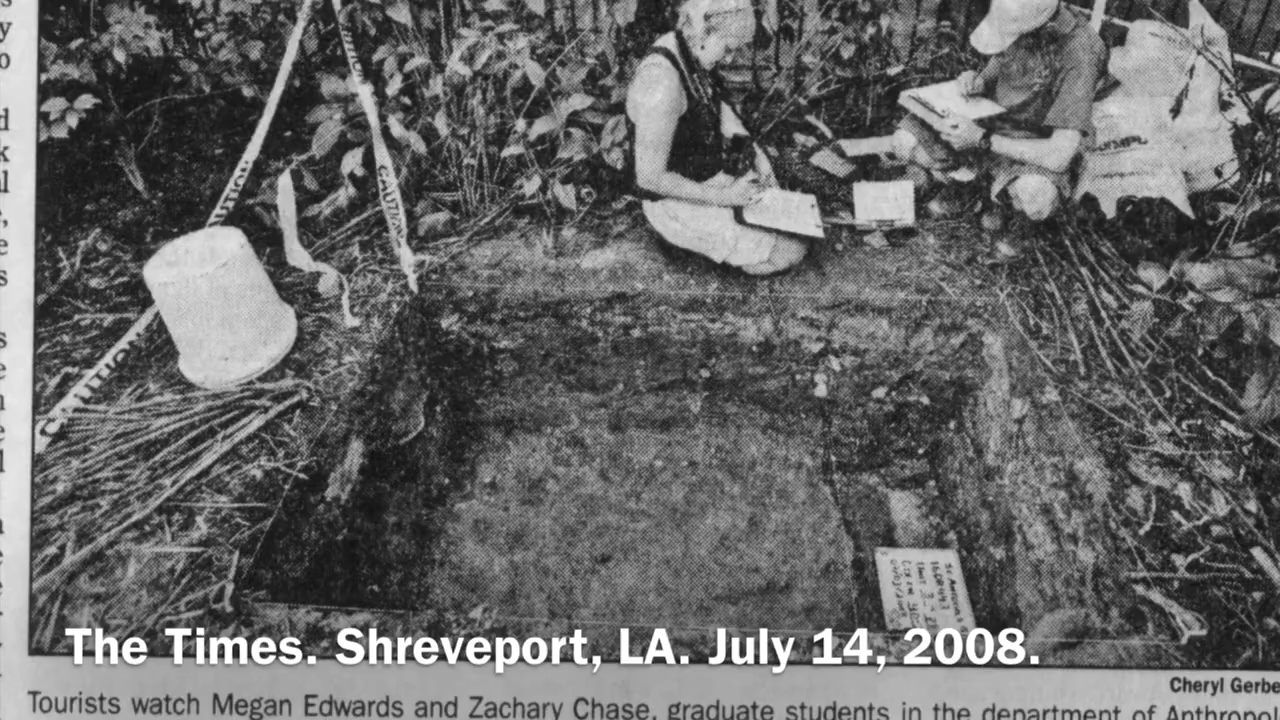 CAUTION
CAUTION
CAUTION
The Times. Shreveport, LA. July 14, 2008.
Cheryl Gerbe
Tourists watch Megan Edwards and Zachary Chase, graduate students in the department of Anthropol